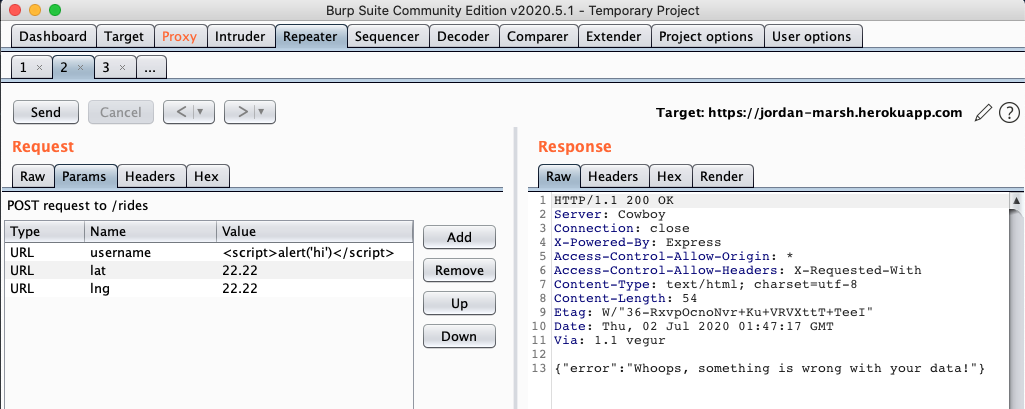 Burp Suite Community Edition v2020.5.1 - Temporary Project
Dashboard Target Proxy Intruder Repeater Sequencer Decoder Comparer Extender Project options User options
1 × 2 × 3 × ...
Send Cancel < ▼ > ▼ Target: https://jordan-marsh.herokuapp.com ?
Request
Raw Params Headers Hex
POST request to /rides
Type Name Value
URL username <script>alert('hi')</script>
URL lat 22.22
URL lng 22.22
Add
Remove
Up
Down
Response
Raw Headers Hex Render
1 HTTP/1.1 200 OK
2 Server: Cowboy
3 Connection: close
4 X-Powered-By: Express
5 Access-Control-Allow-Origin: *
6 Access-Control-Allow-Headers: X-Requested-With
7 Content-Type: text/html; charset=utf-8
8 Content-Length: 54
9 Etag: W/"36-RxvpOcnoNvr+Ku+VRVXttT+TeeI"
10 Date: Thu, 02 Jul 2020 01:47:17 GMT
11 Via: 1.1 vegur
12
13 {"error":"Whoops, something is wrong with your data!"}